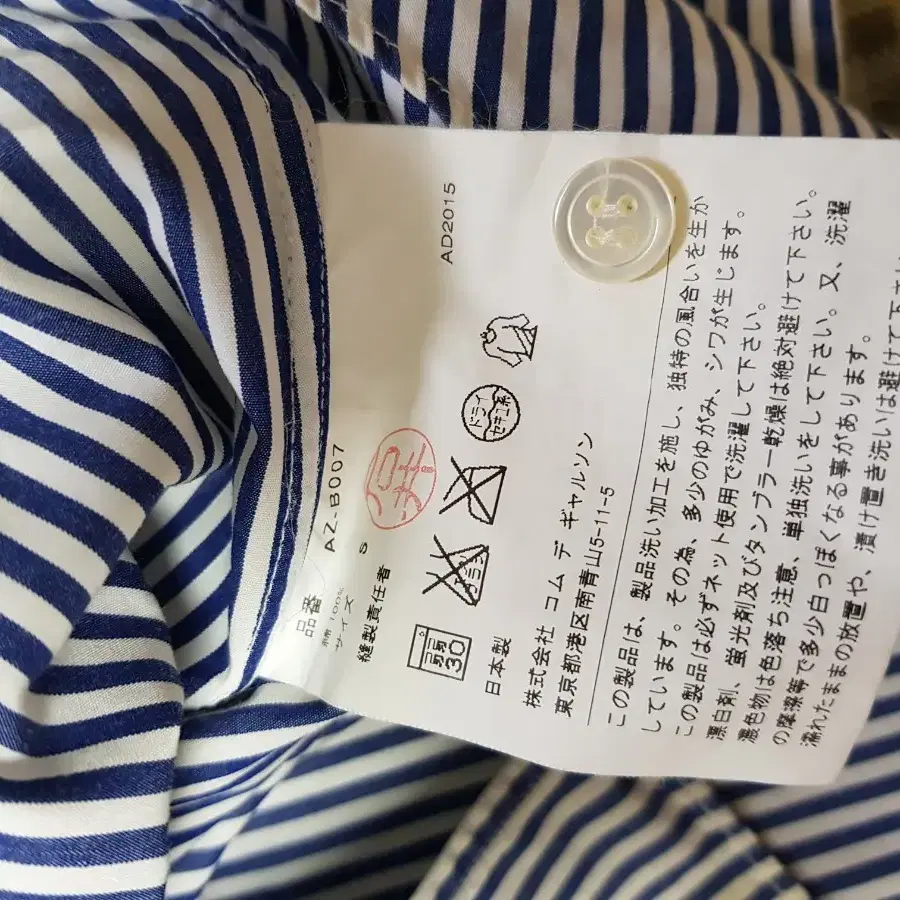 AD2015
品番 AZ-B007
綿 100%
サイズ S
縫製責任者
弱
30
エンソ
サラシ
ドライ
セキユ系
日本製
株式会社 コム デ ギャルソン
東京都港区南青山5-11-5
この製品は、製品洗い加工を施し、独特の風合いを生か
しています。その為、多少のゆがみ、シワが生じます。
この製品は必ずネット使用で洗濯して下さい。
漂白剤、蛍光剤及びタンブラー乾燥は絶対避けて下さい。
濃色物は色落ち注意、単独洗いをして下さい。又、洗濯
の摩擦等で多少白っぽくなる事があります。
濡れたままの放置や、漬け置き洗いは避けて下さい